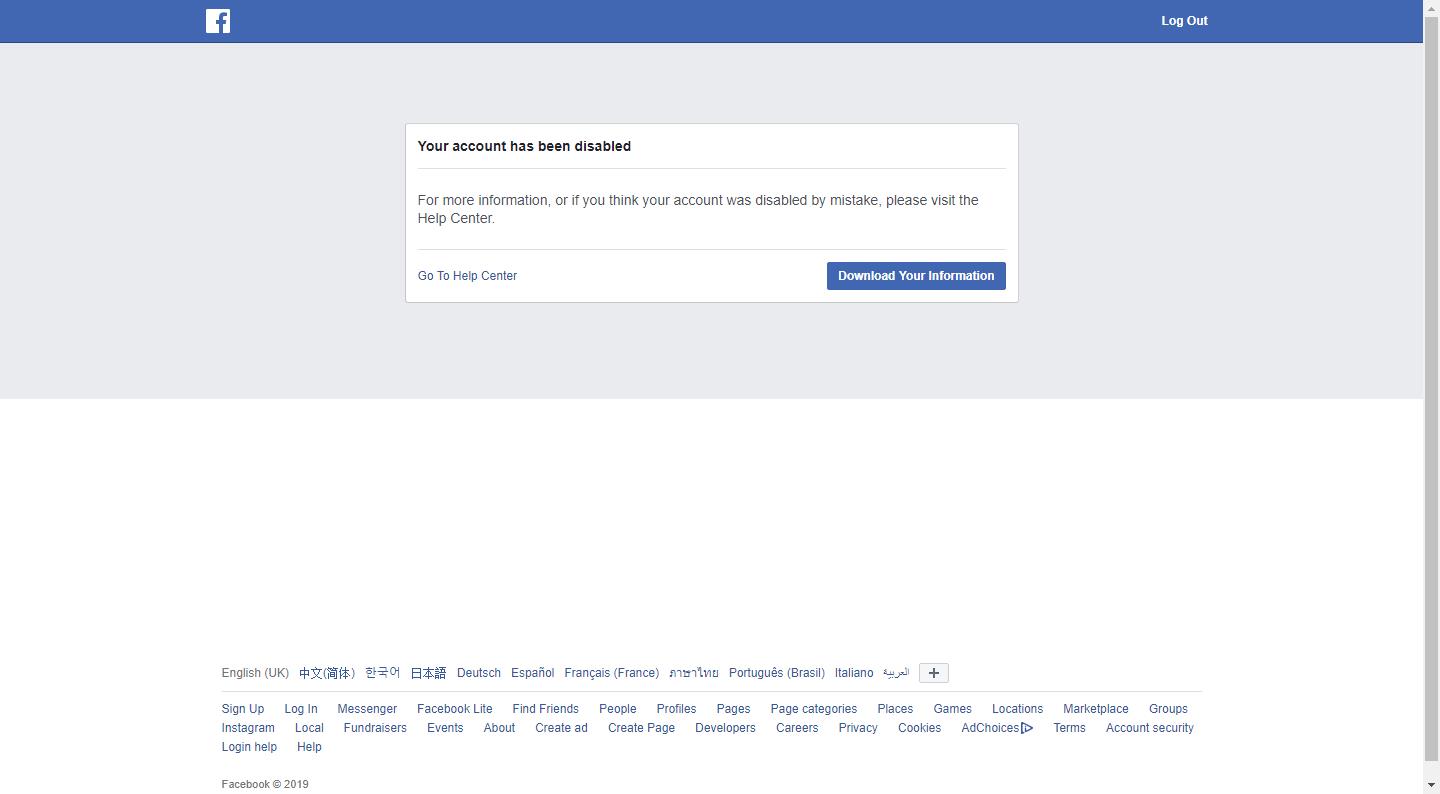 Log Out
Your account has been disabled
For more information, or if you think your account was disabled by mistake, please visit the
Help Center.
Go To Help Center Download Your Information
English (UK) 中文(简体) 한국어 日本語 Deutsch Español Français (France) ภาษาไทย Português (Brasil) Italiano العربية
Sign Up Log In Messenger Facebook Lite Find Friends People Profiles Pages Page categories Places Games Locations Marketplace Groups
Instagram Local Fundraisers Events About Create ad Create Page Developers Careers Privacy Cookies AdChoices Terms Account security
Login help Help
Facebook © 2019